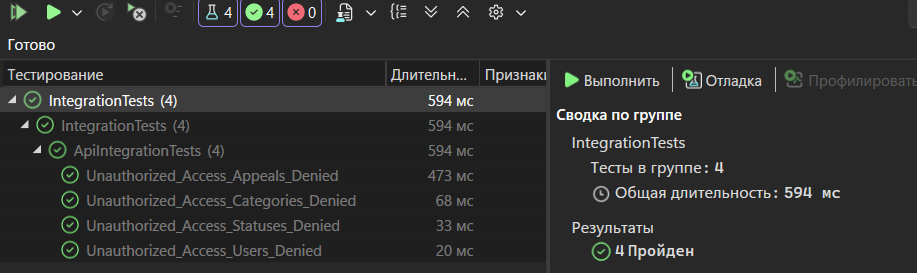 4 4 0
Готово
Тестирование Длительн... Признаки
IntegrationTests (4) 594 мс
IntegrationTests (4) 594 мс
ApiIntegrationTests (4) 594 мс
Unauthorized_Access_Appeals_Denied 473 мс
Unauthorized_Access_Categories_Denied 68 мс
Unauthorized_Access_Statuses_Denied 33 мс
Unauthorized_Access_Users_Denied 20 мс
Выполнить Отладка Профилировать
Сводка по группе
IntegrationTests
Тесты в группе: 4
Общая длительность: 594 мс
Результаты
4 Пройден